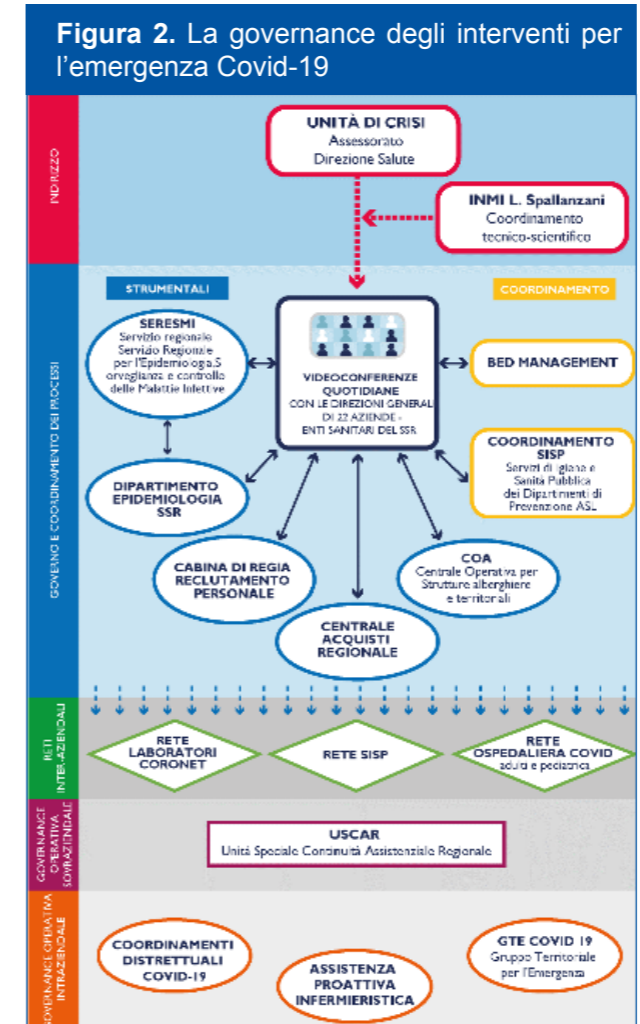 Figura 2. La governance degli interventi per
l'emergenza Covid-19
INDIRIZZO
UNITÀ DI CRISI
Assessorato
Direzione Salute
INMI L. Spallanzani
Coordinamento
tecnico-scientifico
GOVERNO E COORDINAMENTO DEI PROCESSI
STRUMENTALI
COORDINAMENTO
SERESMI
Servizio regionale
Servizio Regionale
per l'Epidemiologia.S
orveglianza e controllo
delle Malattie Infettive
VIDEOCONFERENZE
QUOTIDIANE
CON LE DIREZIONI GENERALI
DI 22 AZIENDE -
ENTI SANITARI DEL SSR
BED MANAGEMENT
COORDINAMENTO
SISP
Servizi di Igiene e
Sanità Pubblica
dei Dipartimenti di
Prevenzione ASL
DIPARTIMENTO
EPIDEMIOLOGIA
SSR
CABINA DI REGIA
RECLUTAMENTO
PERSONALE
COA
Centrale Operativa per
Strutture alberghiere
e territoriali
CENTRALE
ACQUISTI
REGIONALE
RETI
INTER-AZIENDALI
RETE
LABORATORI
CORONET
RETE SISP
RETE
OSPEDALIERA COVID
adulti e pediatrica
GOVERNANCE
OPERATIVA
SOVRAZIENDALE
USCAR
Unità Speciale Continuità Assistenziale Regionale
GOVERNANCE OPERATIVA
INTRAZIENDALE
COORDINAMENTI
DISTRETTUALI
COVID-19
ASSISTENZA
PROATTIVA
INFERMIERISTICA
GTE COVID 19
Gruppo Territoriale
per l'Emergenza